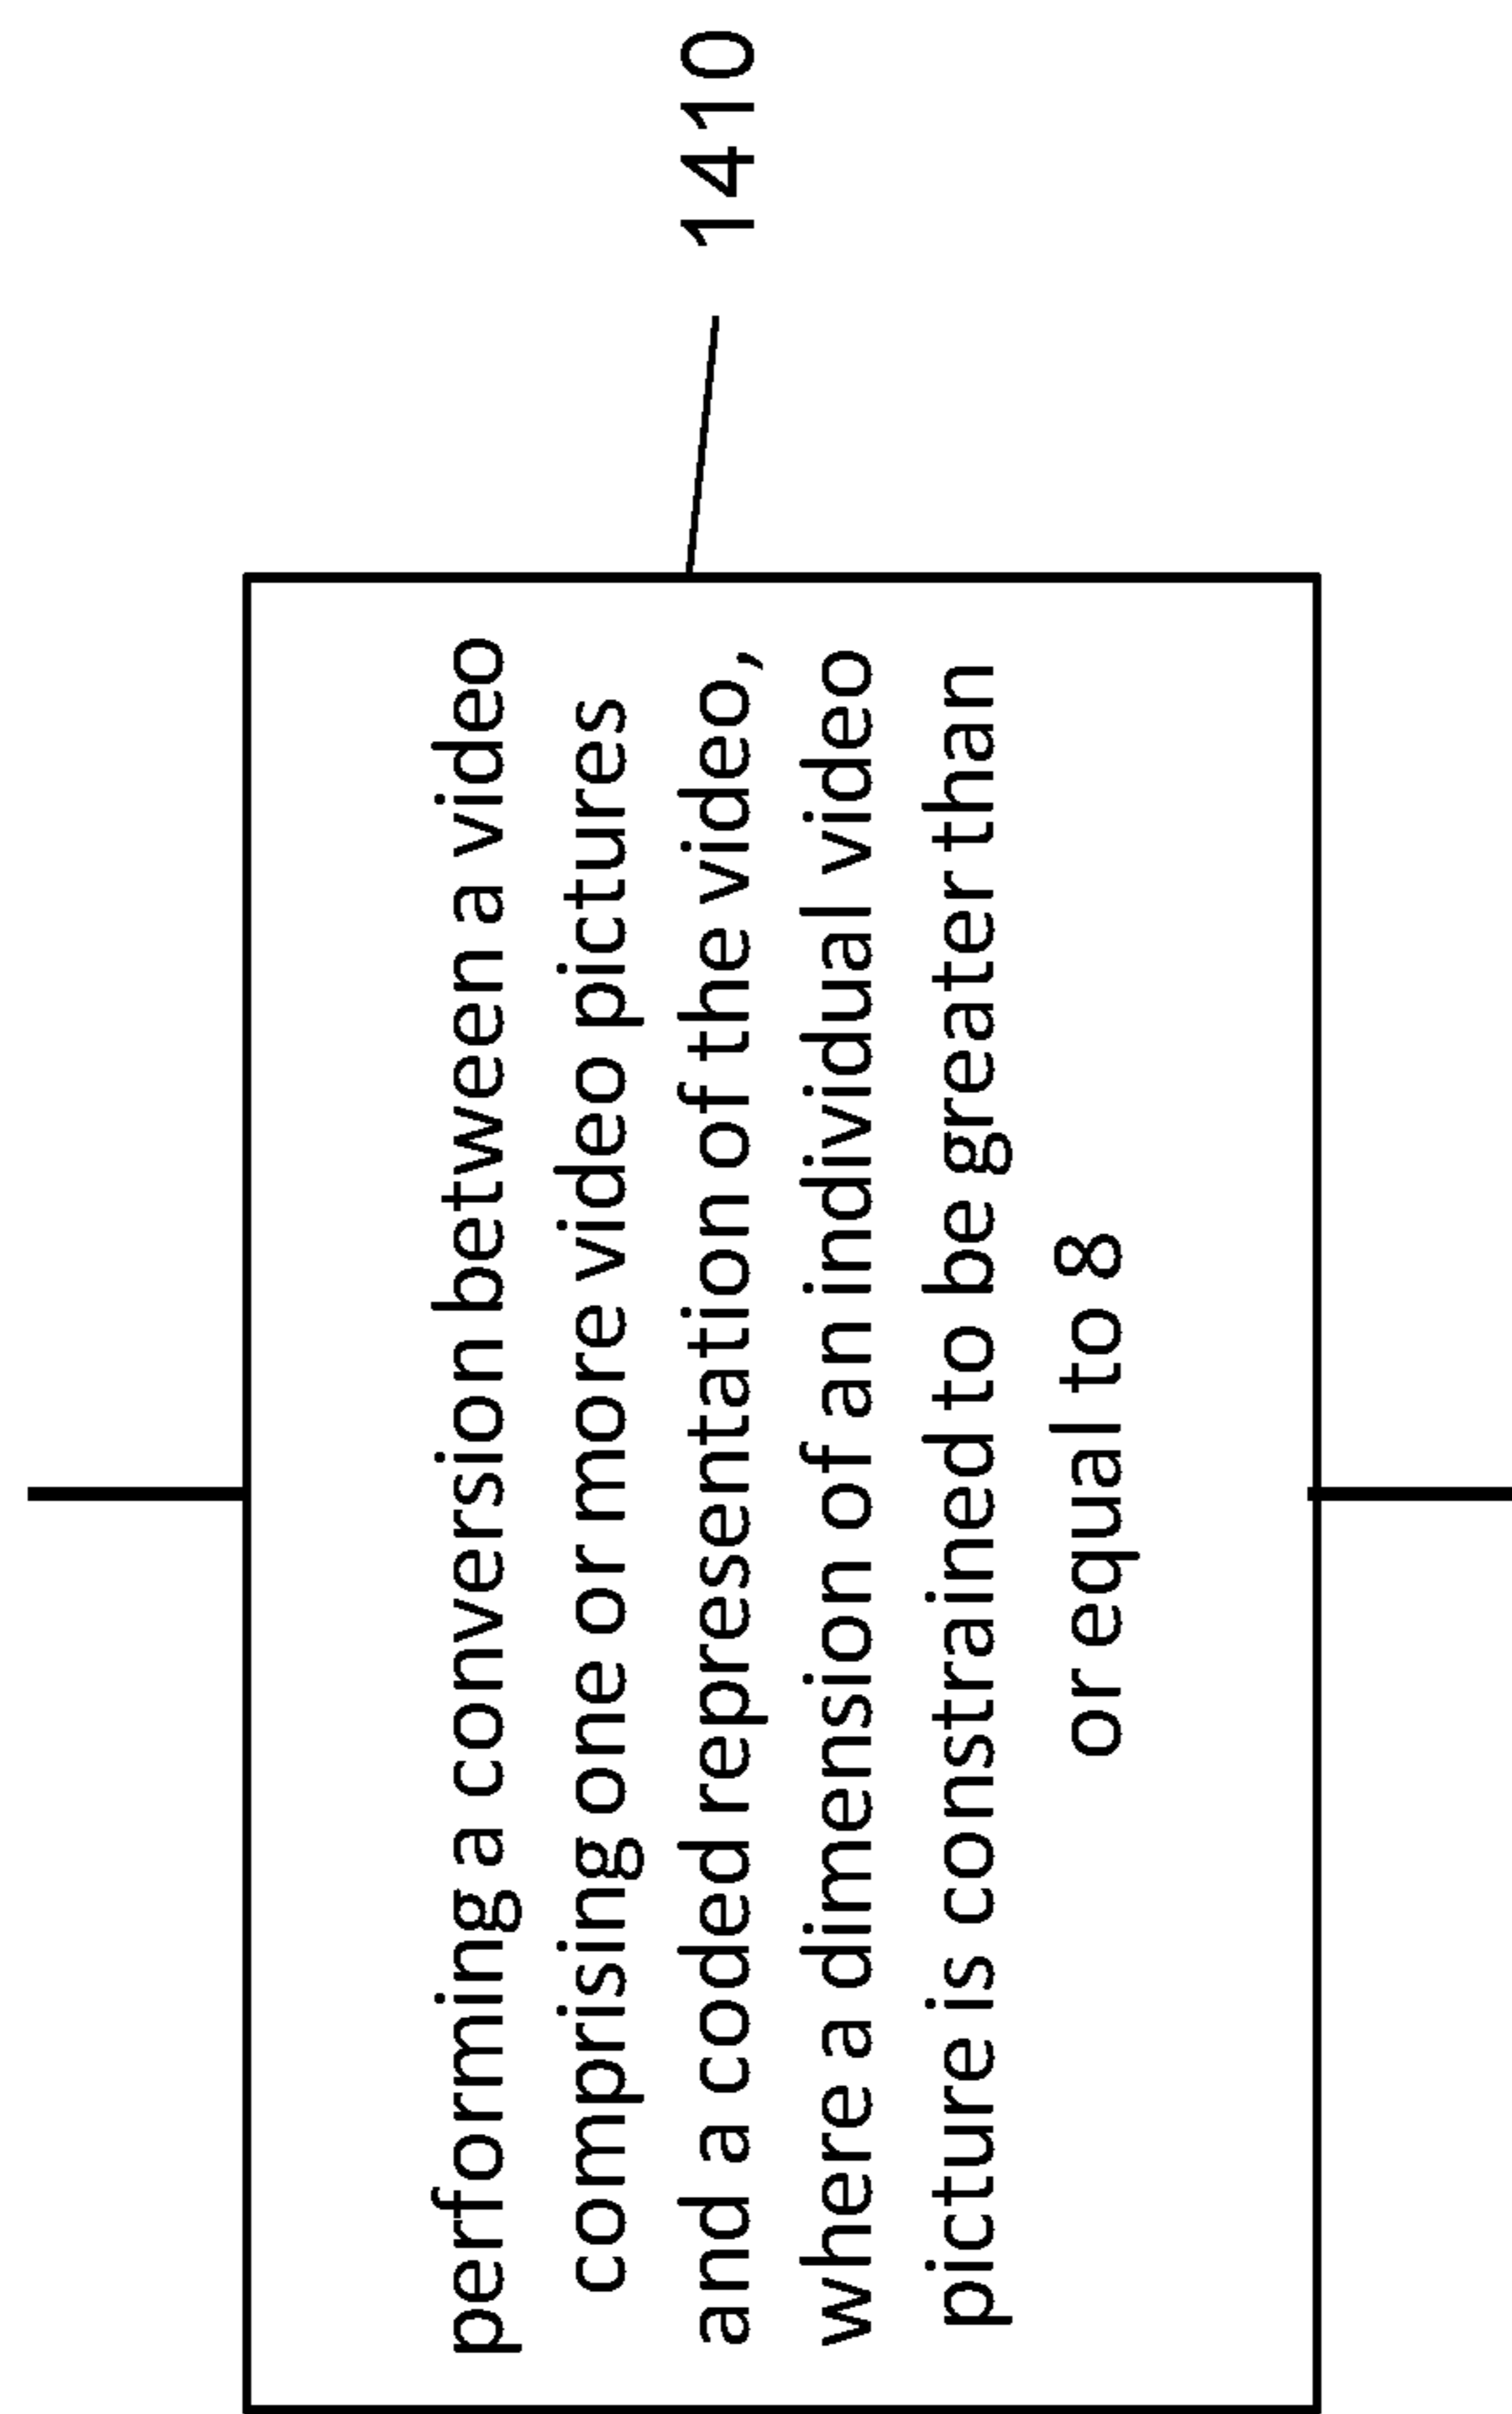 performing a conversion between a video
comprising one or more video pictures
and a coded representation of the video,
where a dimension of an individual video
picture is constrained to be greater than
or equal to 8
1410